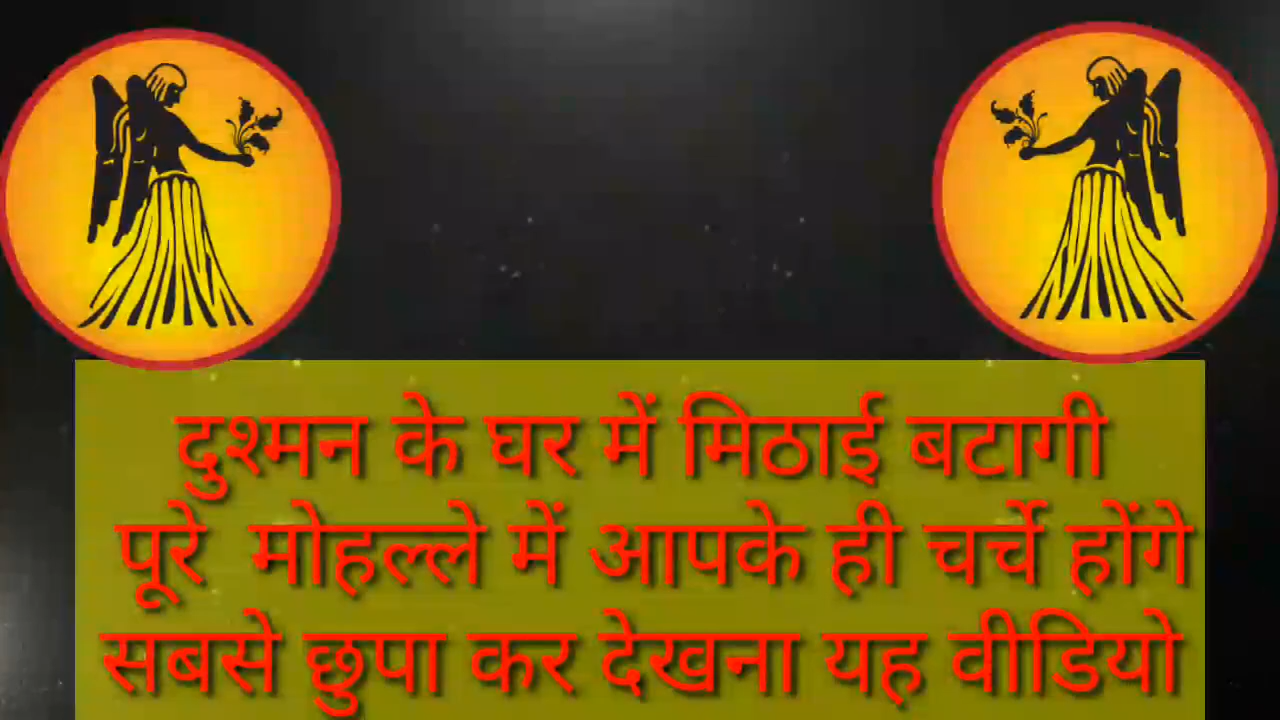 दुश्मन के घर में मिठाई बटागी
पूरे मोहल्ले में आपके ही चर्चे होंगे
सबसे छुपा कर देखना यह वीडियो